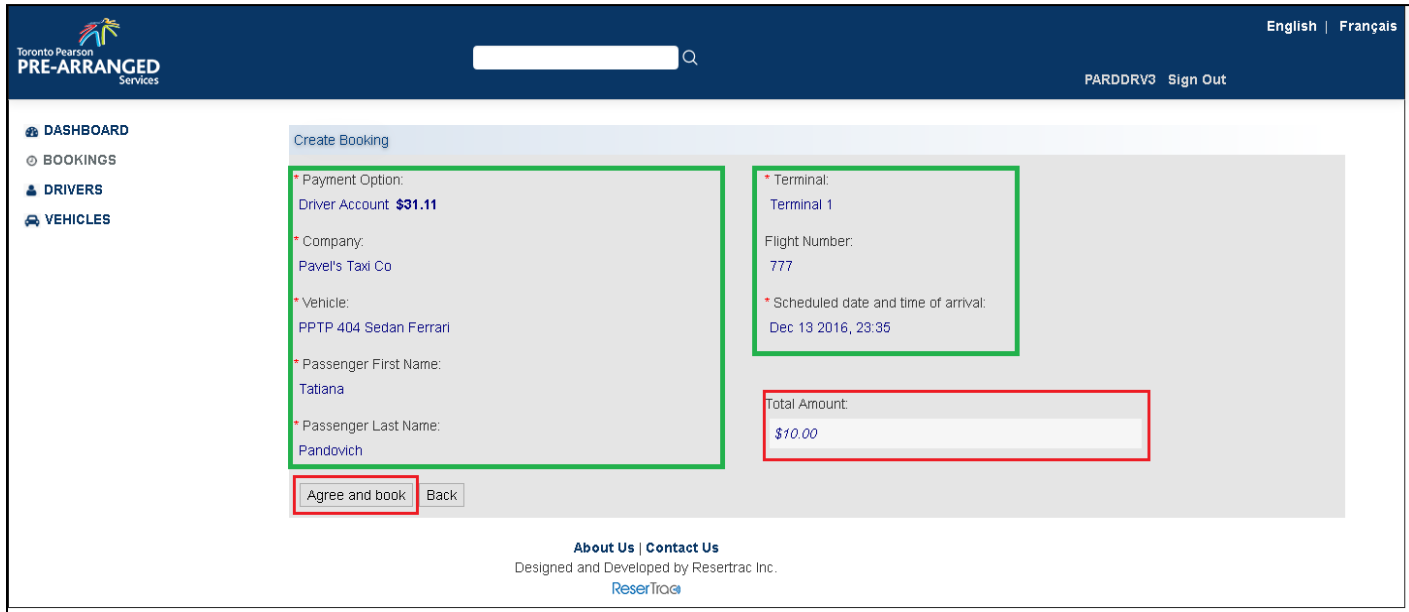 Toronto Pearson
PRE-ARRANGED
Services
English | Français
PARDDRV3 Sign Out
DASHBOARD
BOOKINGS
DRIVERS
VEHICLES
Create Booking
* Payment Option:
Driver Account $31.11
* Company:
Pavel's Taxi Co
* Vehicle:
PPTP 404 Sedan Ferrari
* Passenger First Name:
Tatiana
* Passenger Last Name:
Pandovich
* Terminal:
Terminal 1
Flight Number:
777
* Scheduled date and time of arrival:
Dec 13 2016, 23:35
Total Amount:
$10.00
Agree and book Back
About Us | Contact Us
Designed and Developed by Resertrac Inc.
ReserTrac